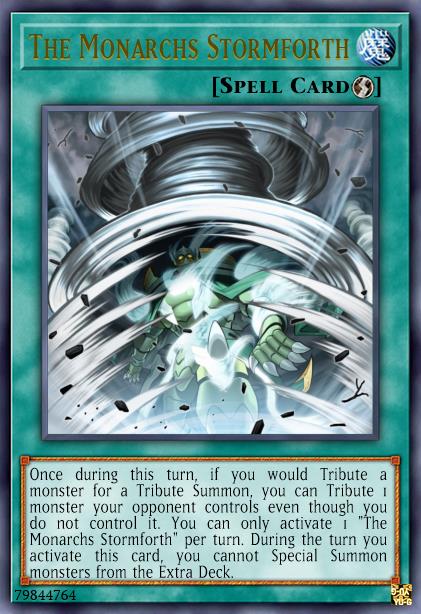 The Monarchs Stormforth
魔
[Spell Card]
Once during this turn, if you would Tribute a
monster for a Tribute Summon, you can Tribute 1
monster your opponent controls even though you
do not control it. You can only activate 1 "The
Monarchs Stormforth" per turn. During the turn you
activate this card, you cannot Special Summon
monsters from the Extra Deck.
79844764